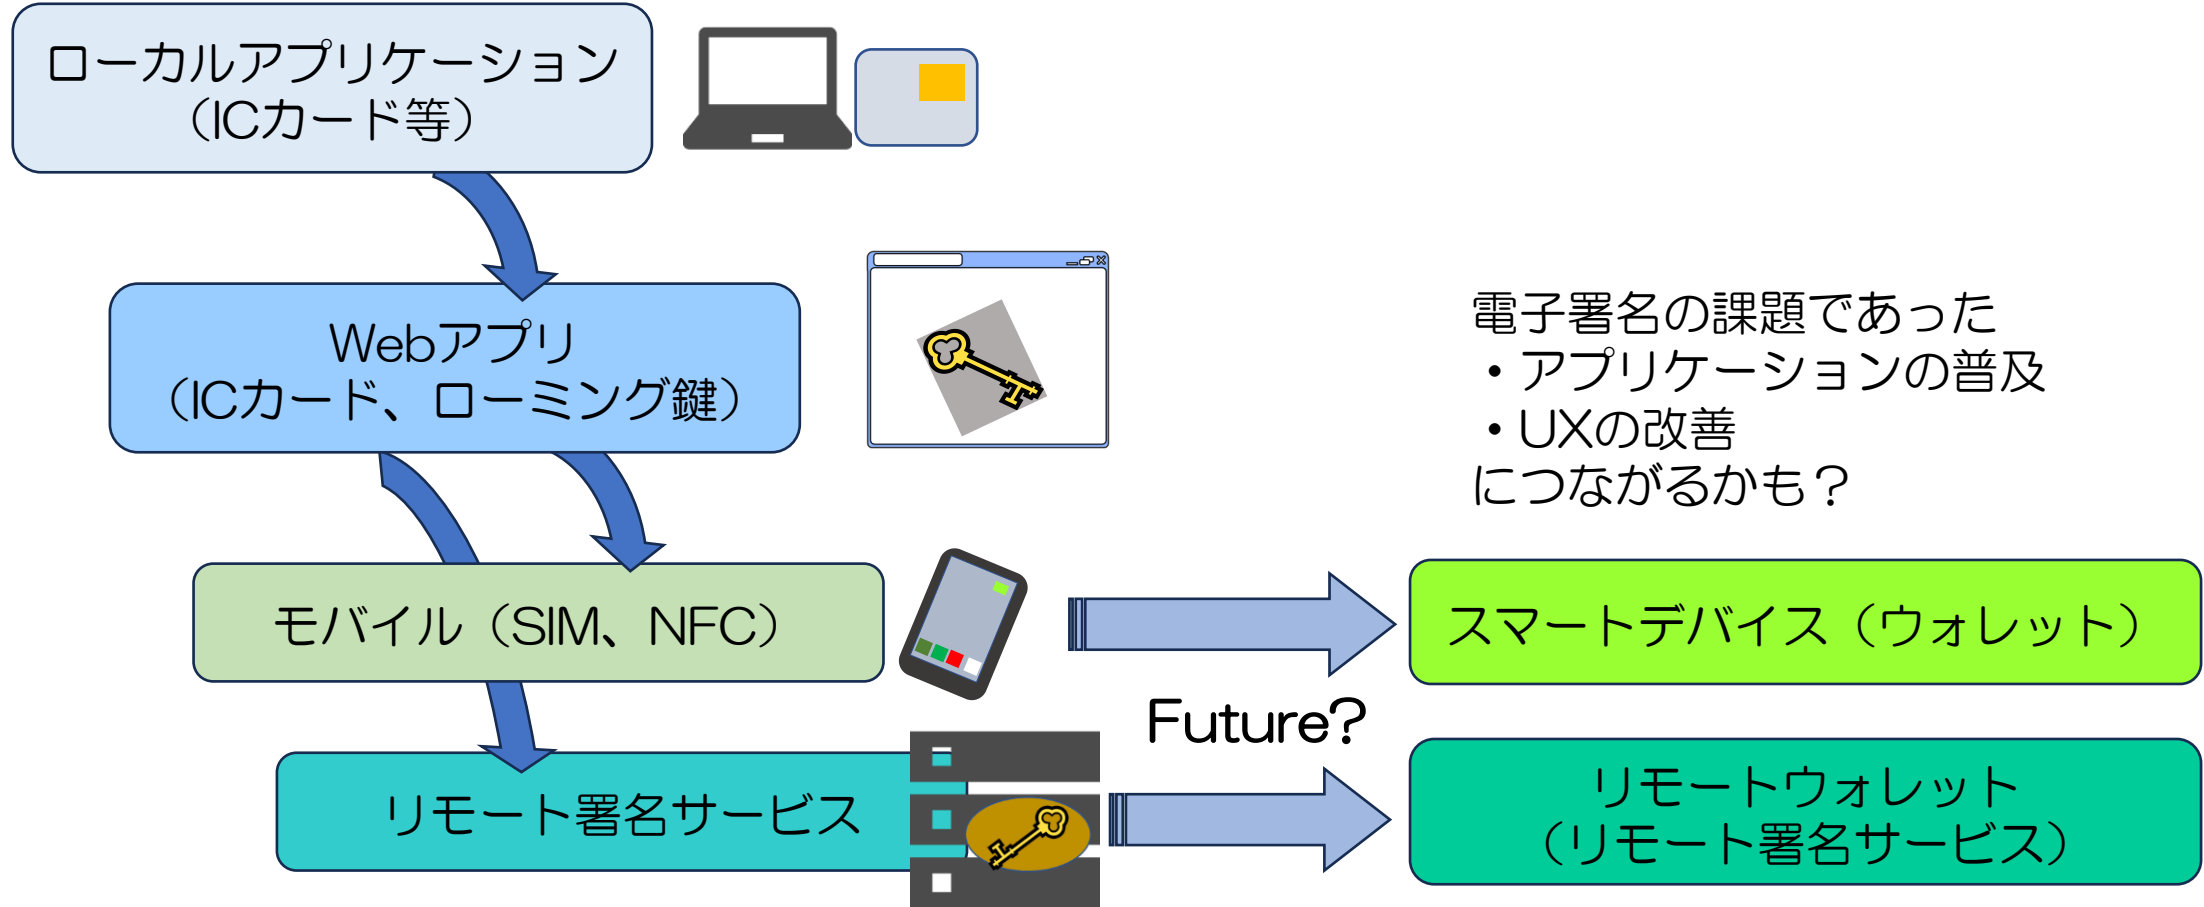 ローカルアプリケーション
（ICカード等）
Webアプリ
（ICカード、ローミング鍵）
電子署名の課題であった
・アプリケーションの普及
・UXの改善
につながるかも？
モバイル（SIM、NFC）
スマートデバイス（ウォレット）
Future?
リモート署名サービス
リモートウォレット
（リモート署名サービス）